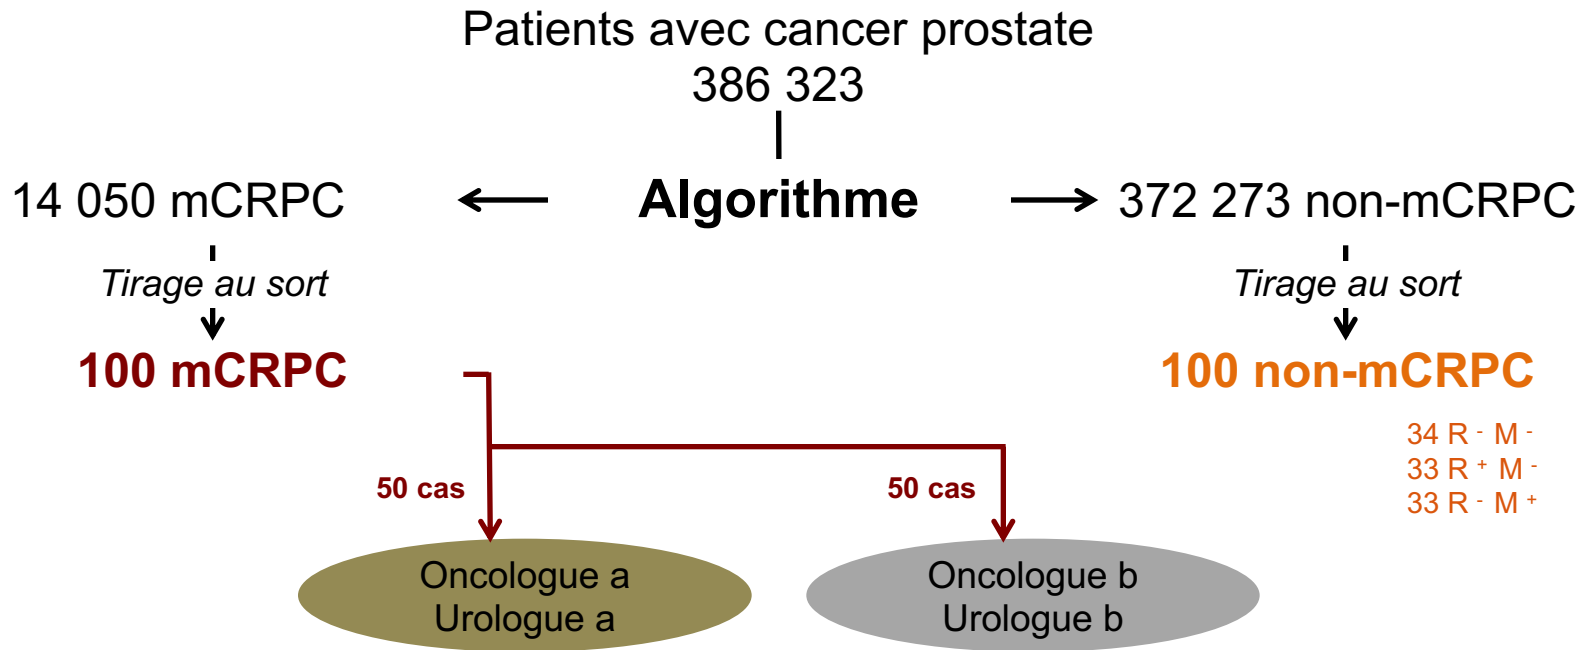 Patients avec cancer prostate
386 323
14 050 mCRPC
Algorithme
372 273 non-mCRPC
Tirage au sort
Tirage au sort
100 mCRPC
100 non-mCRPC
34 R - M -
33 R + M -
33 R - M +
50 cas
50 cas
Oncologue a
Urologue a
Oncologue b
Urologue b